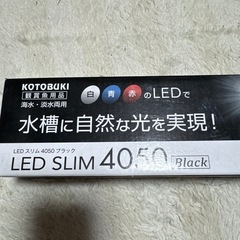 KOTOBUKI
観賞魚用品
海水・淡水両用
白 青 赤 のLEDで
水槽に自然な光を実現！
LED スリム 4050 ブラック
LED SLIM 4050 Black